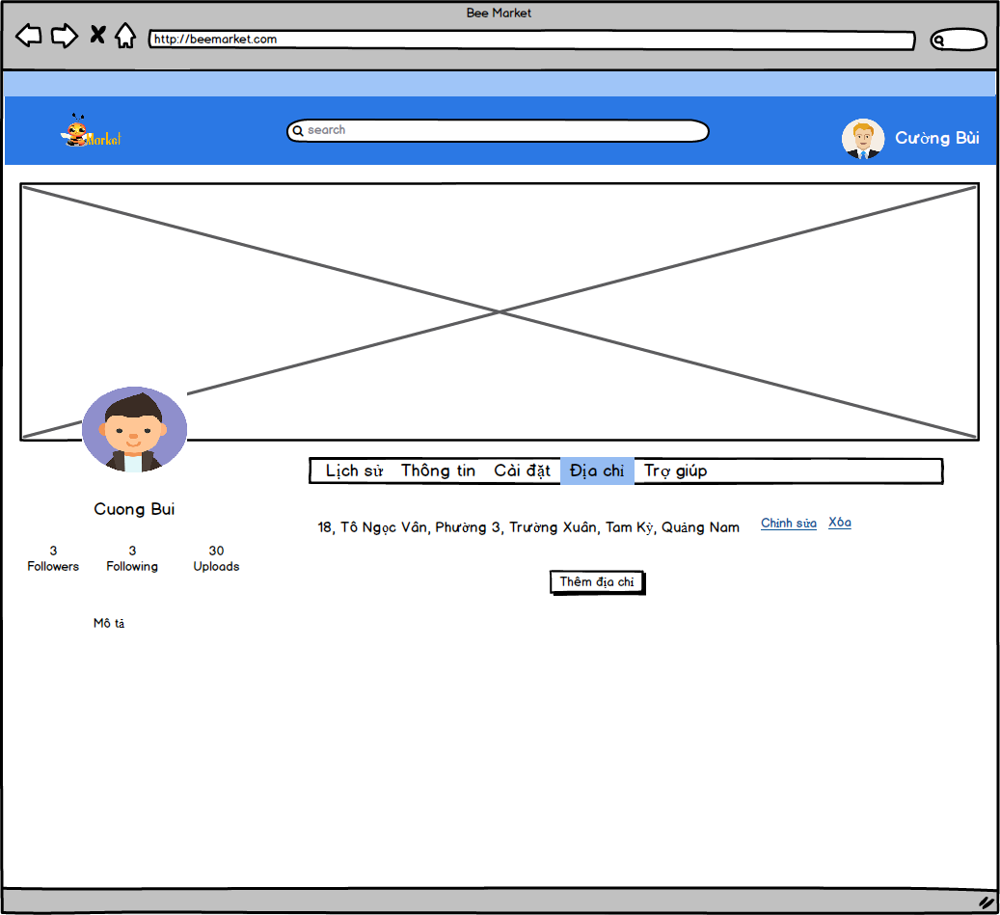 Bee Market
http://beemarket.com
Market
search
Cường Bùi
Lịch sử Thông tin Cài đặt Địa chỉ Trợ giúp
Cuong Bui
18, Tô Ngọc Vân, Phường 3, Trường Xuân, Tam Kỳ, Quảng Nam Chỉnh sửa Xóa
3 3 30
Followers Following Uploads
Thêm địa chỉ
Mô tả